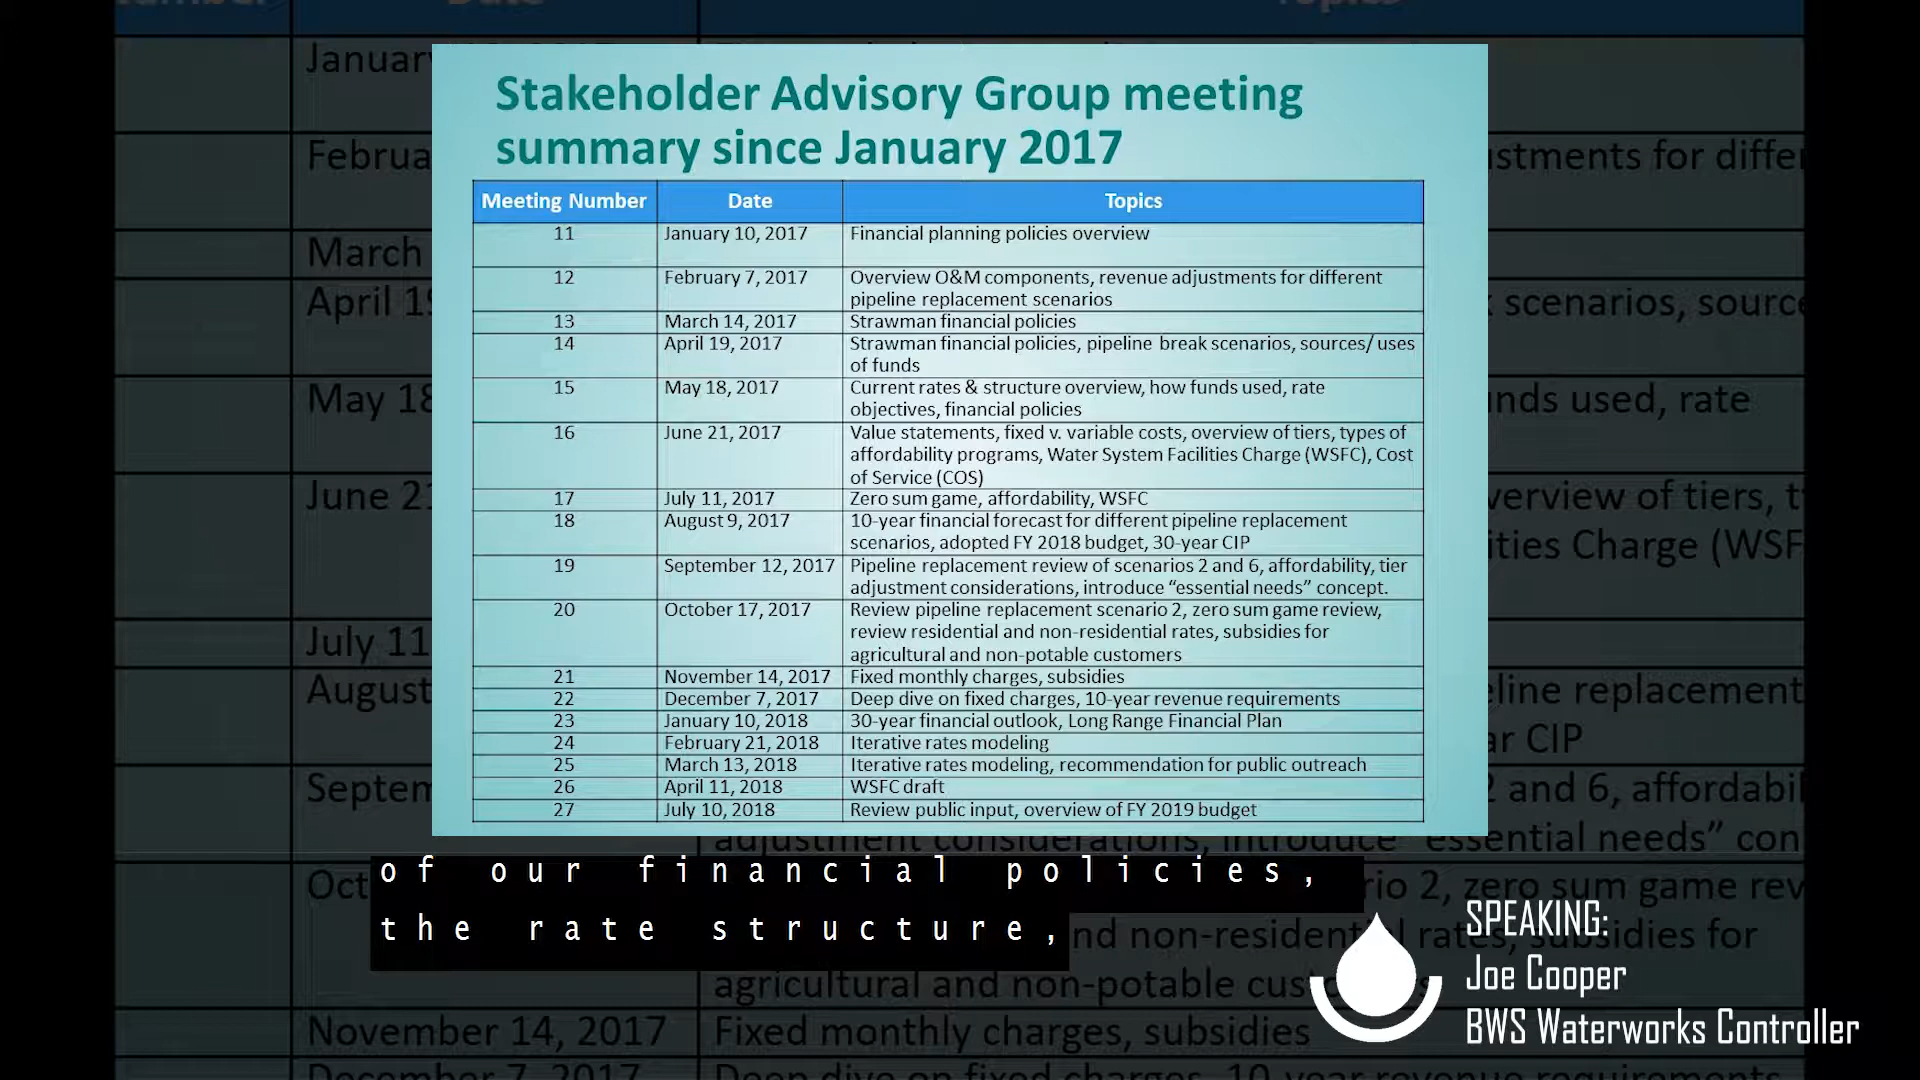 Stakeholder Advisory Group meeting
summary since January 2017
Meeting Number Date Topics
11 January 10, 2017 Financial planning policies overview
12 February 7, 2017 Overview O&M components, revenue adjustments for different
pipeline replacement scenarios
13 March 14, 2017 Strawman financial policies
14 April 19, 2017 Strawman financial policies, pipeline break scenarios, sources/ uses
of funds
15 May 18, 2017 Current rates & structure overview, how funds used, rate
objectives, financial policies
16 June 21, 2017 Value statements, fixed v. variable costs, overview of tiers, types of
affordability programs, Water System Facilities Charge (WSFC), Cost
of Service (COS)
17 July 11, 2017 Zero sum game, affordability, WSFC
18 August 9, 2017 10-year financial forecast for different pipeline replacement
scenarios, adopted FY 2018 budget, 30-year CIP
19 September 12, 2017 Pipeline replacement review of scenarios 2 and 6, affordability, tier
adjustment considerations, introduce “essential needs” concept.
20 October 17, 2017 Review pipeline replacement scenario 2, zero sum game review,
review residential and non-residential rates, subsidies for
agricultural and non-potable customers
21 November 14, 2017 Fixed monthly charges, subsidies
22 December 7, 2017 Deep dive on fixed charges, 10-year revenue requirements
23 January 10, 2018 30-year financial outlook, Long Range Financial Plan
24 February 21, 2018 Iterative rates modeling
25 March 13, 2018 Iterative rates modeling, recommendation for public outreach
26 April 11, 2018 WSFC draft
27 July 10, 2018 Review public input, overview of FY 2019 budget
of our financial policies,
the rate structure,
SPEAKING:
Joe Cooper
BWS Waterworks Controller